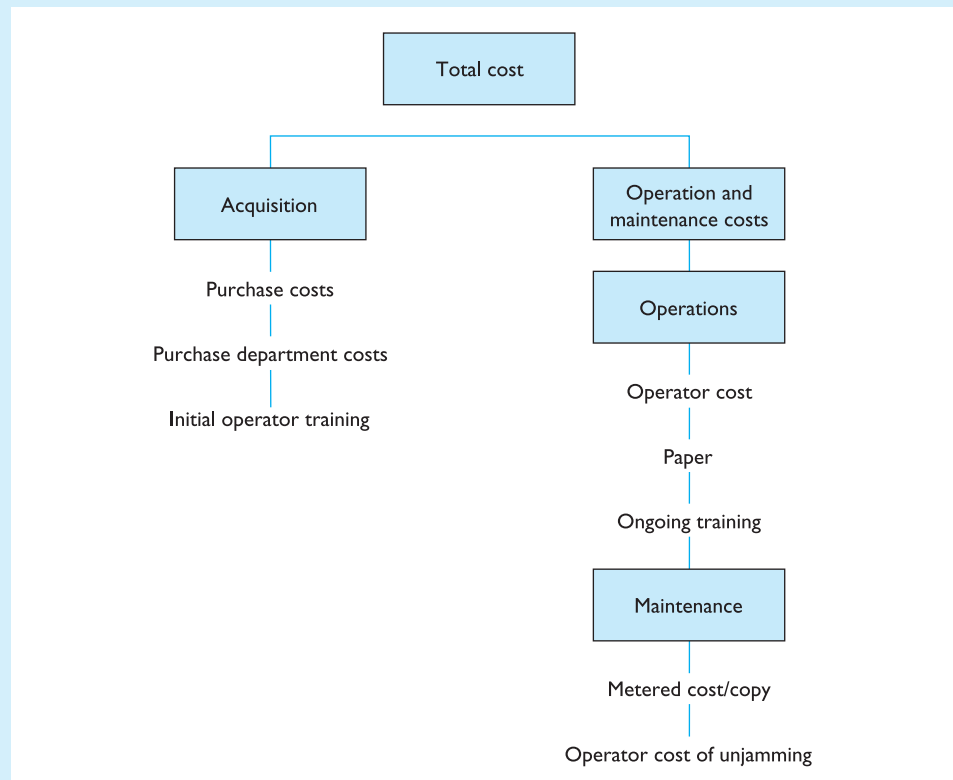 Total cost
Acquisition
Purchase costs
Purchase department costs
Initial operator training
Operation and
maintenance costs
Operations
Operator cost
Paper
Ongoing training
Maintenance
Metered cost/copy
Operator cost of unjamming